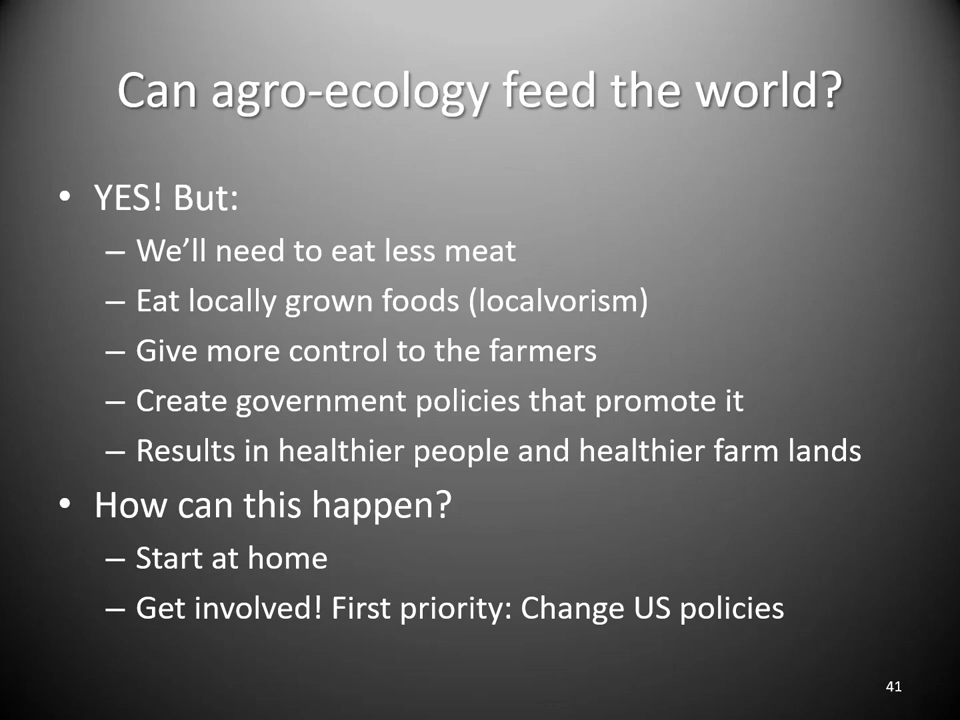 Can agro-ecology feed the world?
• YES! But:
– We’ll need to eat less meat
– Eat locally grown foods (localvorism)
– Give more control to the farmers
– Create government policies that promote it
– Results in healthier people and healthier farm lands
• How can this happen?
– Start at home
– Get involved! First priority: Change US policies
41